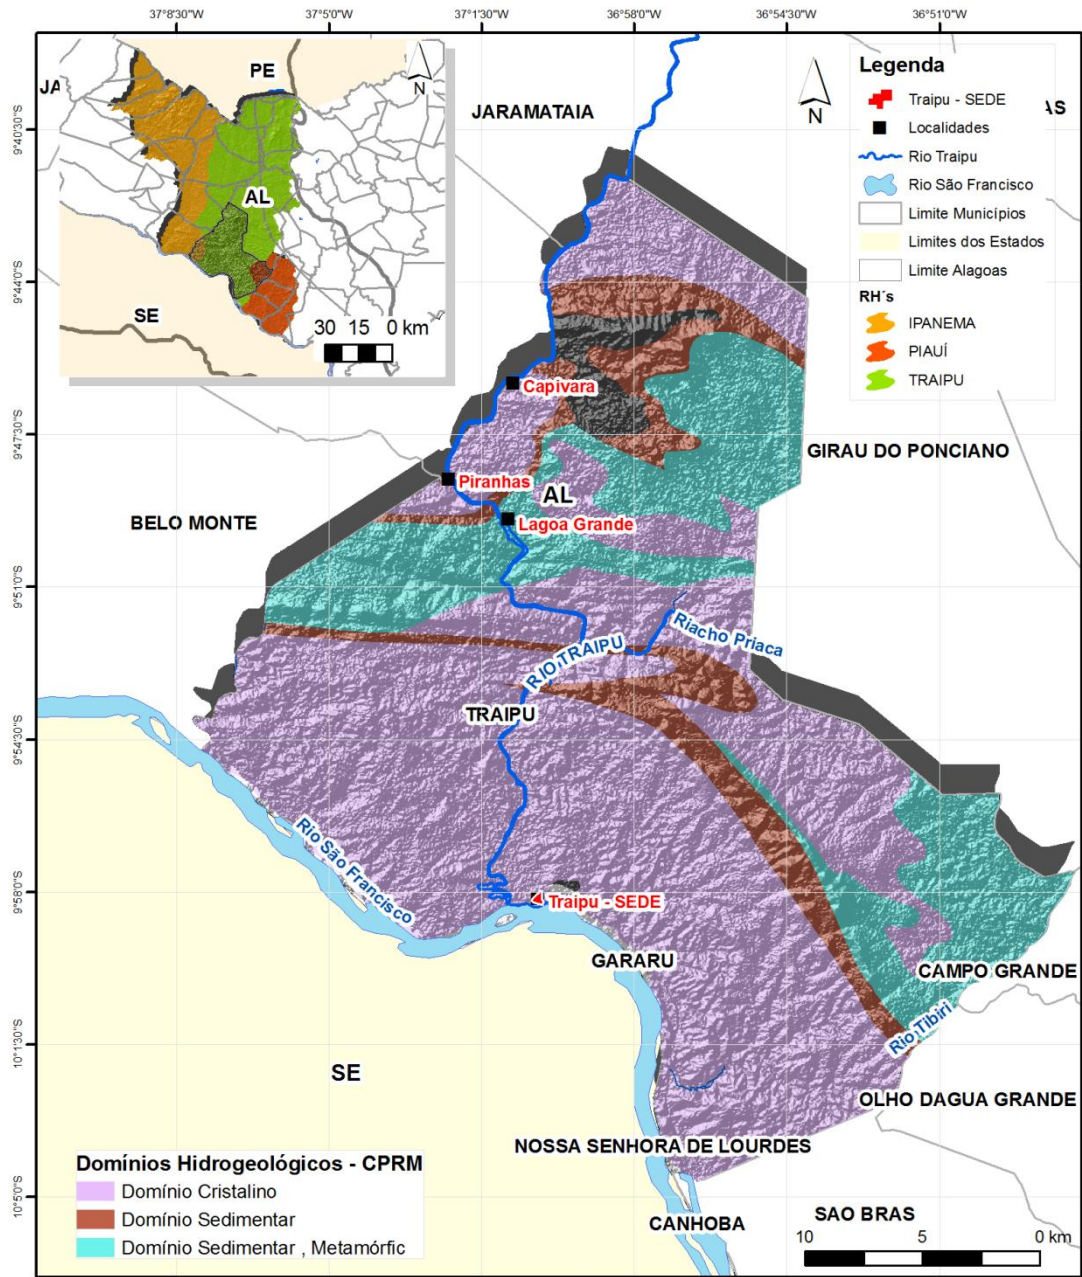 37°8'30"W
37°5'0"W
37°1'30"W
36°58'0"W
36°54'30"W
36°51'0"W
9°40'30"S
9°44'0"S
9°47'30"S
9°51'0"S
9°54'30"S
9°58'0"S
10°1'30"S
10°5'0"S
JA
PE
N
AL
SE
30 15 0 km
JARAMATAIA
N
AS
Legenda
Traipu - SEDE
Localidades
Rio Traipu
Rio São Francisco
Limite Municípios
Limites dos Estados
Limite Alagoas
RH´s
IPANEMA
PIAUÍ
TRAIPU
Capivara
GIRAU DO PONCIANO
Piranhas
AL
BELO MONTE
Lagoa Grande
Riacho Priaca
RIO TRAIPU
TRAIPU
Rio São Francisco
Traipu - SEDE
GARARU
CAMPO GRANDE
Rio Tibiri
SE
OLHO DAGUA GRANDE
NOSSA SENHORA DE LOURDES
Domínios Hidrogeológicos - CPRM
Domínio Cristalino
Domínio Sedimentar
Domínio Sedimentar , Metamórfic
CANHOBA
SAO BRAS
10 5 0 km